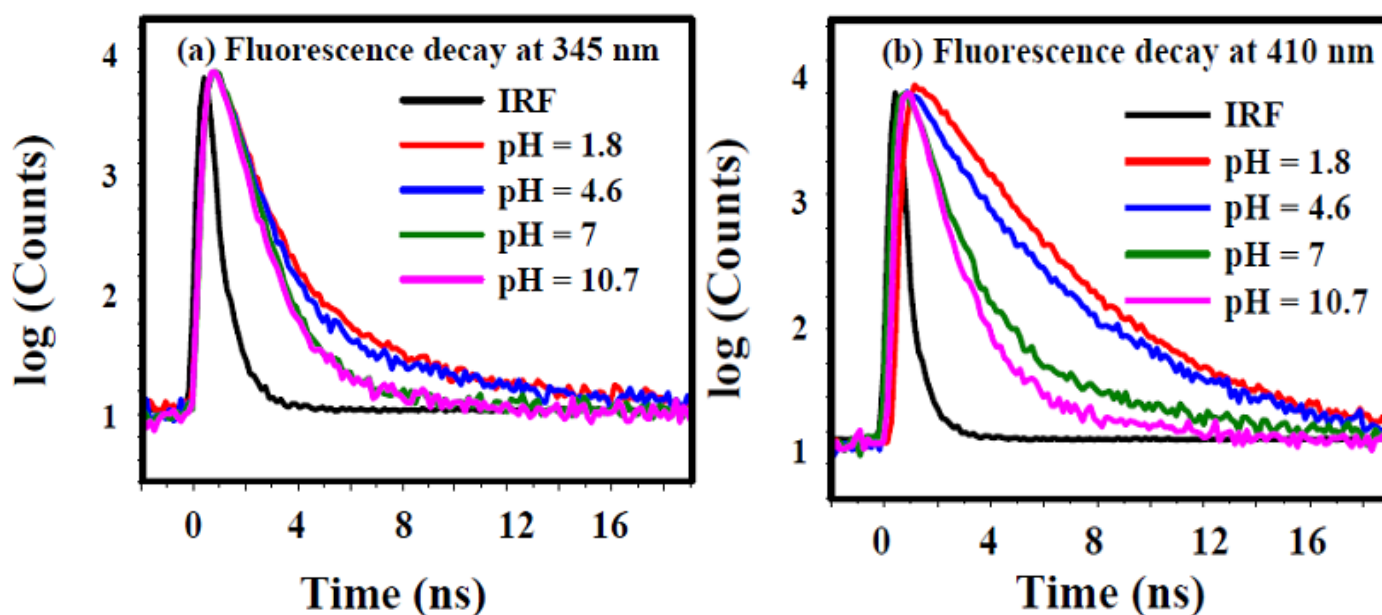 (a) Fluorescence decay at 345 nm
IRF
pH = 1.8
pH = 4.6
pH = 7
pH = 10.7
log (Counts)
4
3
2
1
0 4 8 12 16
Time (ns)
(b) Fluorescence decay at 410 nm
IRF
pH = 1.8
pH = 4.6
pH = 7
pH = 10.7
log (Counts)
4
3
2
1
0 4 8 12 16
Time (ns)